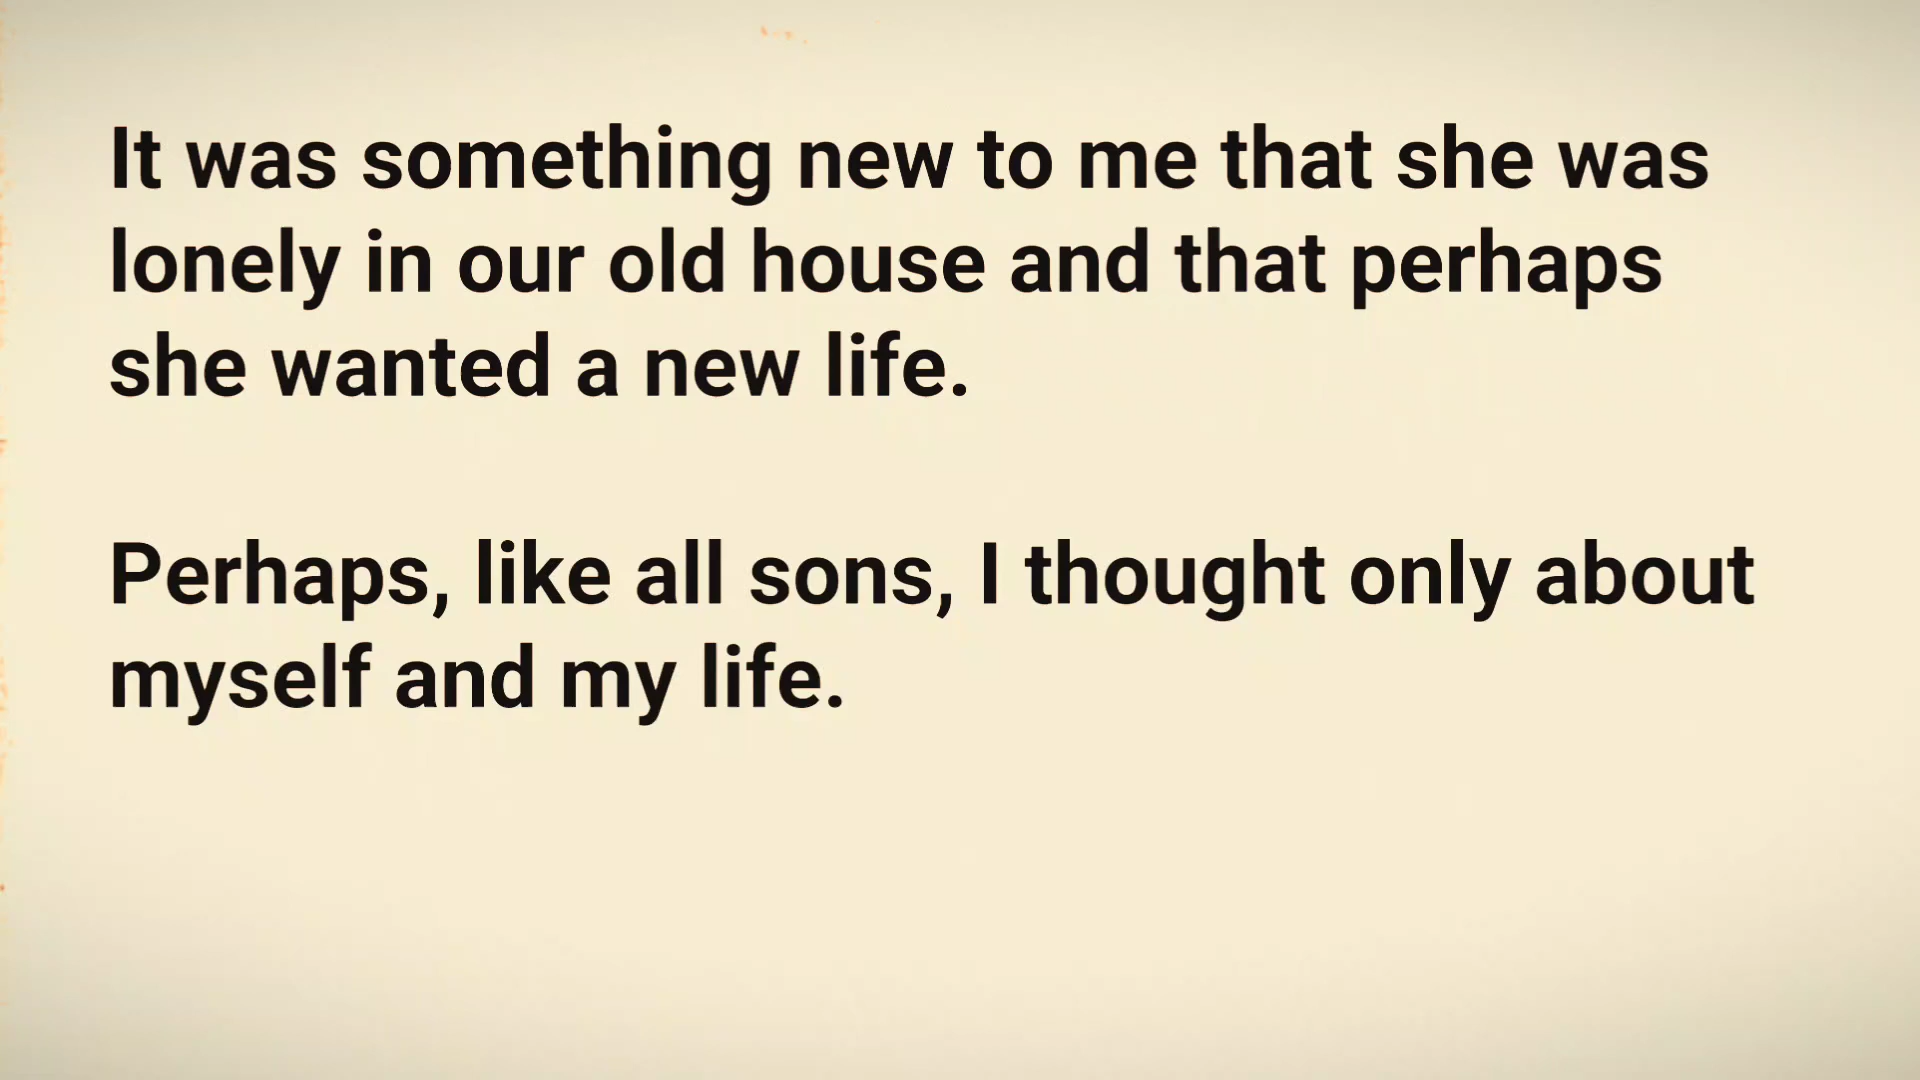 It was something new to me that she was
lonely in our old house and that perhaps
she wanted a new life.
Perhaps, like all sons, I thought only about
myself and my life.